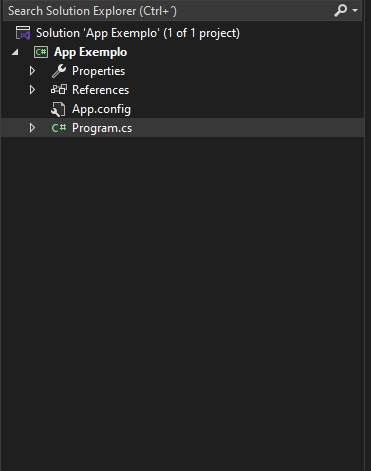 Search Solution Explorer (Ctrl+´)
Solution 'App Exemplo' (1 of 1 project)
C# App Exemplo
Properties
References
App.config
C# Program.cs